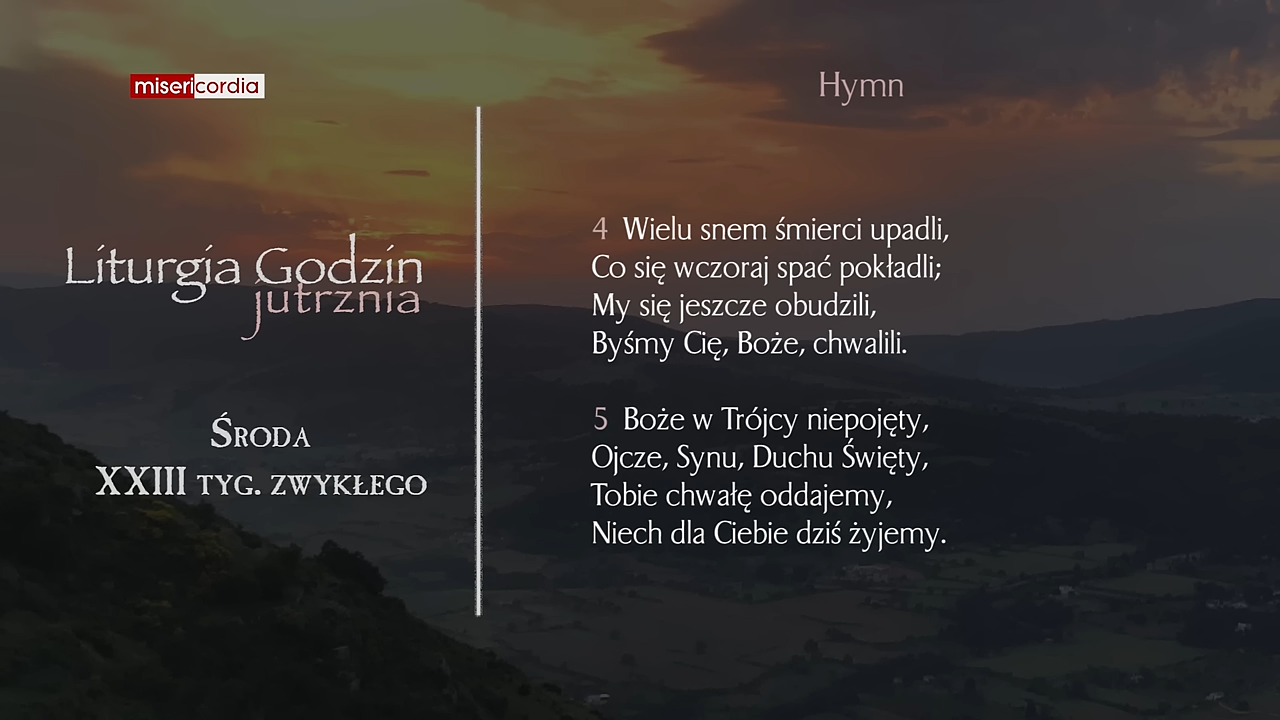 misericordia
Liturgia Godzin
jutrznia
Środa
XXIII tyg. zwykłego
Hymn
4 Wielu snem śmierci upadli,
Co się wczoraj spać pokładli;
My się jeszcze obudzili,
Byśmy Cię, Boże, chwalili.
5 Boże w Trójcy niepojęty,
Ojcze, Synu, Duchu Święty,
Tobie chwałę oddajemy,
Niech dla Ciebie dziś żyjemy.